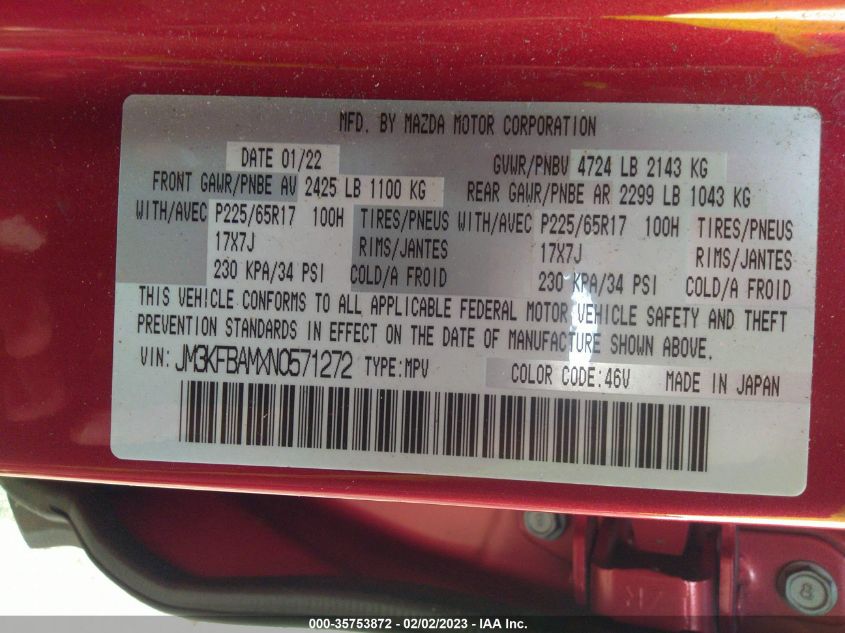 MFD. BY MAZDA MOTOR CORPORATION
DATE 01/22 GVWR/PNBV 4724 LB 2143 KG
FRONT GAWR/PNBE AV 2425 LB 1100 KG REAR GAWR/PNBE AR 2299 LB 1043 KG
WITH/AVEC P225/65R17 100H TIRES/PNEUS WITH/AVEC P225/65R17 100H TIRES/PNEUS
17X7J RIMS/JANTES 17X7J RIMS/JANTES
230 KPA/34 PSI COLD/A FROID 230 KPA/34 PSI COLD/A FROID
THIS VEHICLE CONFORMS TO ALL APPLICABLE FEDERAL MOTOR VEHICLE SAFETY AND THEFT
PREVENTION STANDARDS IN EFFECT ON THE DATE OF MANUFACTURE SHOWN ABOVE.
VIN: JM3KFBAMXN0571272 TYPE:MPV COLOR CODE:46V MADE IN JAPAN
000-35753872 - 02/02/2023 - IAA Inc.